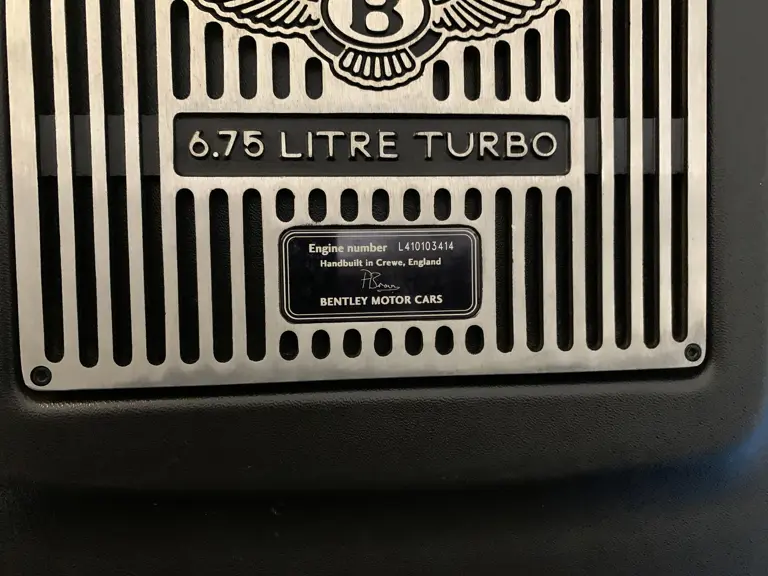 B
6.75 LITRE TURBO
Engine number L410103414
Handbuilt in Crewe, England
BENTLEY MOTOR CARS